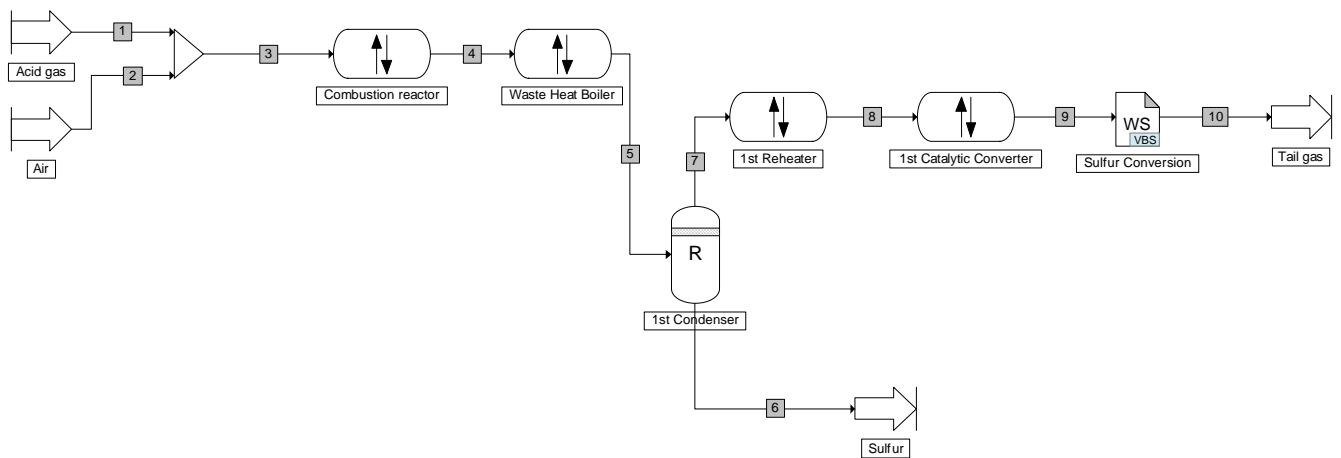 1
Acid gas
2
Air
3
Combustion reactor
4
Waste Heat Boiler
5
7
1st Reheater
8
1st Catalytic Converter
9
WS
VBS
Sulfur Conversion
10
Tail gas
R
1st Condenser
6
Sulfur